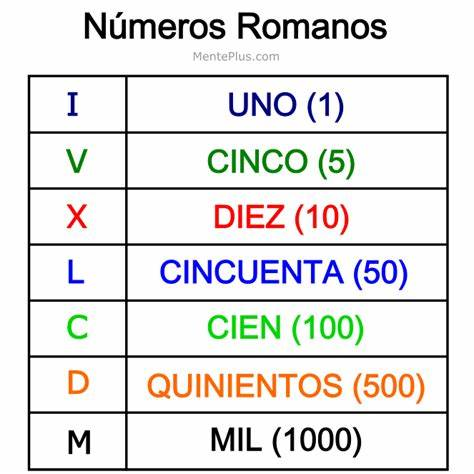 Números Romanos
MentePlus.com
I UNO (1)
V CINCO (5)
X DIEZ (10)
L CINCUENTA (50)
C CIEN (100)
D QUINIENTOS (500)
M MIL (1000)